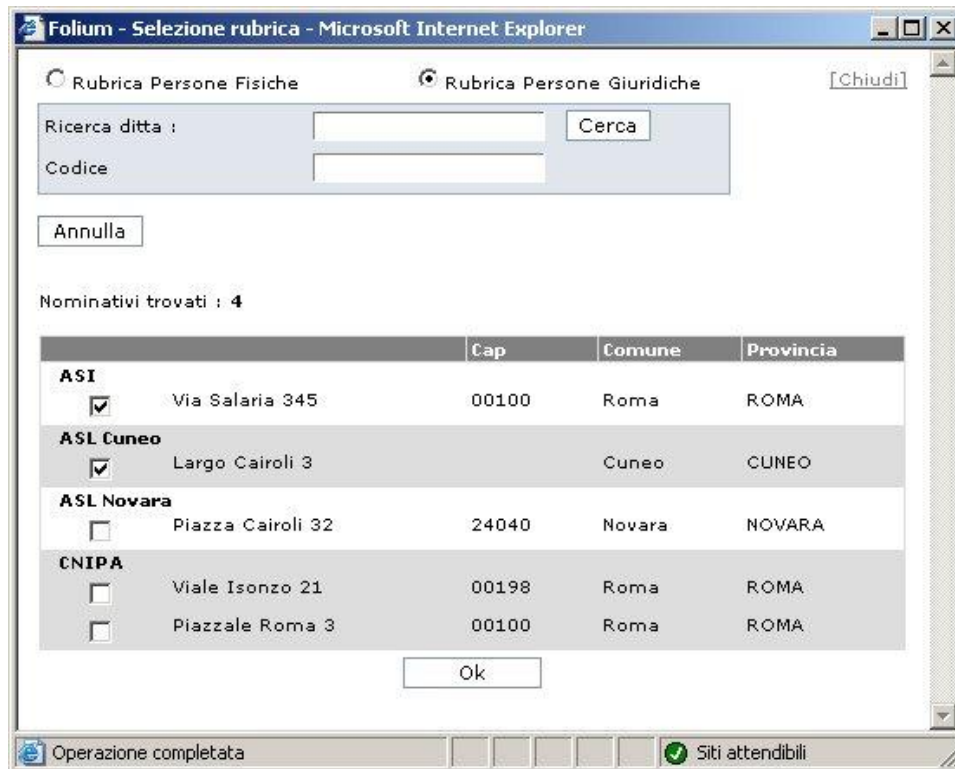 Folium - Selezione rubrica - Microsoft Internet Explorer
Rubrica Persone Fisiche Rubrica Persone Giuridiche [Chiudi]
Ricerca ditta : Cerca
Codice
Annulla
Nominativi trovati : 4
Cap Comune Provincia
ASI
Via Salaria 345 00100 Roma ROMA
ASL Cuneo
Largo Cairoli 3 Cuneo CUNEO
ASL Novara
Piazza Cairoli 32 24040 Novara NOVARA
CNIPA
Viale Isonzo 21 00198 Roma ROMA
Piazzale Roma 3 00100 Roma ROMA
Ok
Operazione completata Siti attendibili